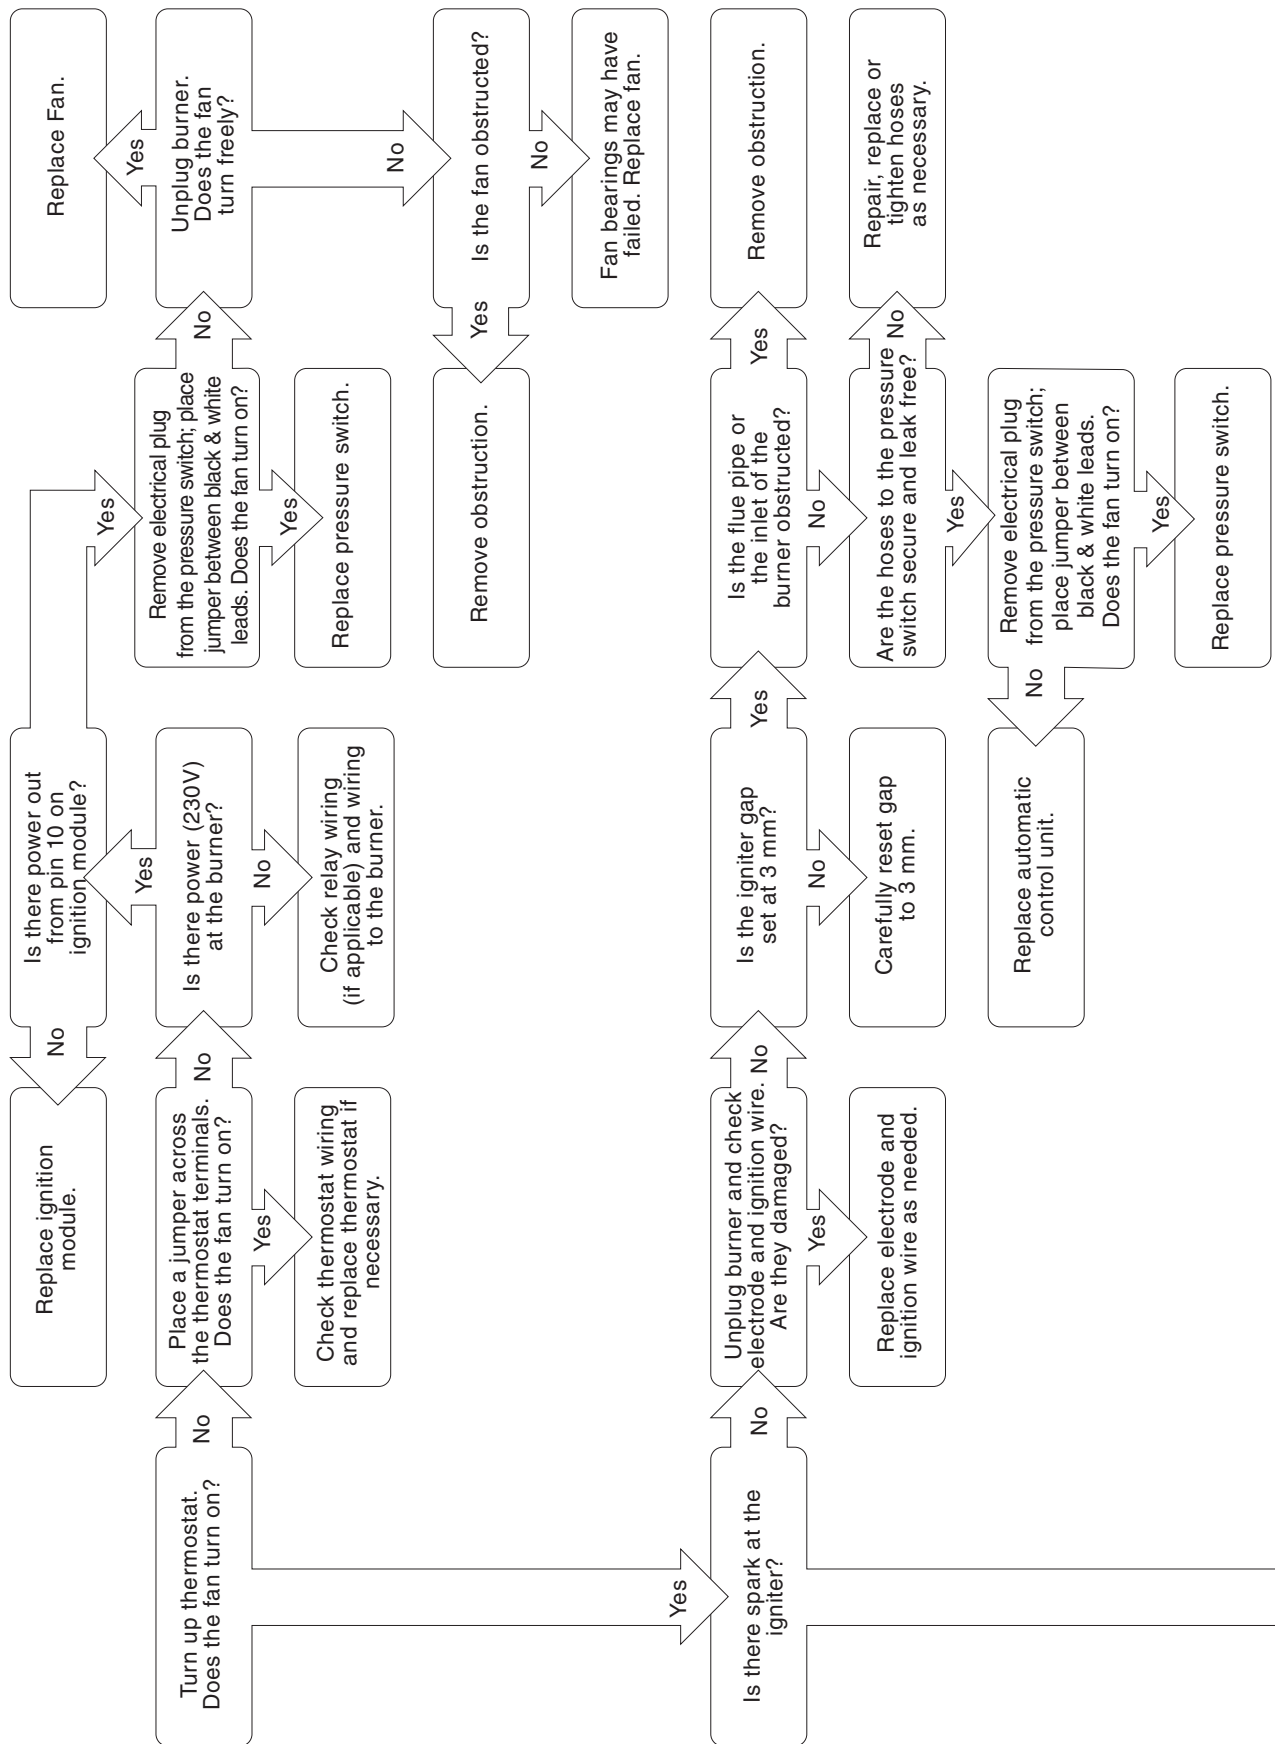 Turn up thermostat.
Does the fan turn on?
No
Place a jumper across
the thermostat terminals.
Does the fan turn on?
Yes
Check thermostat wiring
and replace thermostat if
necessary.
No
Is there power (230V)
at the burner?
No
Check relay wiring
(if applicable) and wiring
to the burner.
Yes
Is there power out
from pin 10 on
ignition module?
No
Replace ignition
module.
Yes
Remove electrical plug
from the pressure switch; place
jumper between black & white
leads. Does the fan turn on?
Yes
Replace pressure switch.
No
Unplug burner.
Does the fan
turn freely?
Yes
Replace Fan.
No
Is the fan obstructed?
Yes
Remove obstruction.
No
Fan bearings may have
failed. Replace fan.
Yes
Is there spark at the
igniter?
No
Unplug burner and check
electrode and ignition wire.
Are they damaged?
Yes
Replace electrode and
ignition wire as needed.
No
Is the igniter gap
set at 3 mm?
No
Carefully reset gap
to 3 mm.
Yes
Is the flue pipe or
the inlet of the
burner obstructed?
Yes
Remove obstruction.
No
Are the hoses to the pressure
switch secure and leak free?
No
Repair, replace or
tighten hoses
as necessary.
Yes
Remove electrical plug
from the pressure switch;
place jumper between
black & white leads.
Does the fan turn on?
No
Replace automatic
control unit.
Yes
Replace pressure switch.